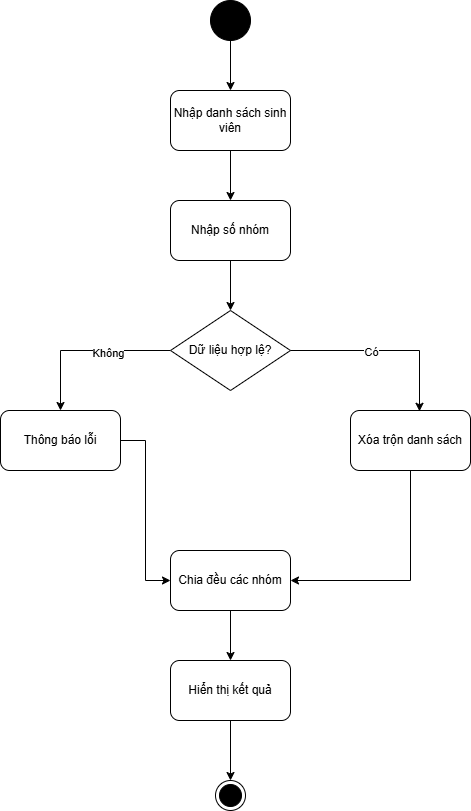 Nhập danh sách sinh
viên
Nhập số nhóm
Dữ liệu hợp lệ?
Không
Có
Thông báo lỗi
Xóa trộn danh sách
Chia đều các nhóm
Hiển thị kết quả